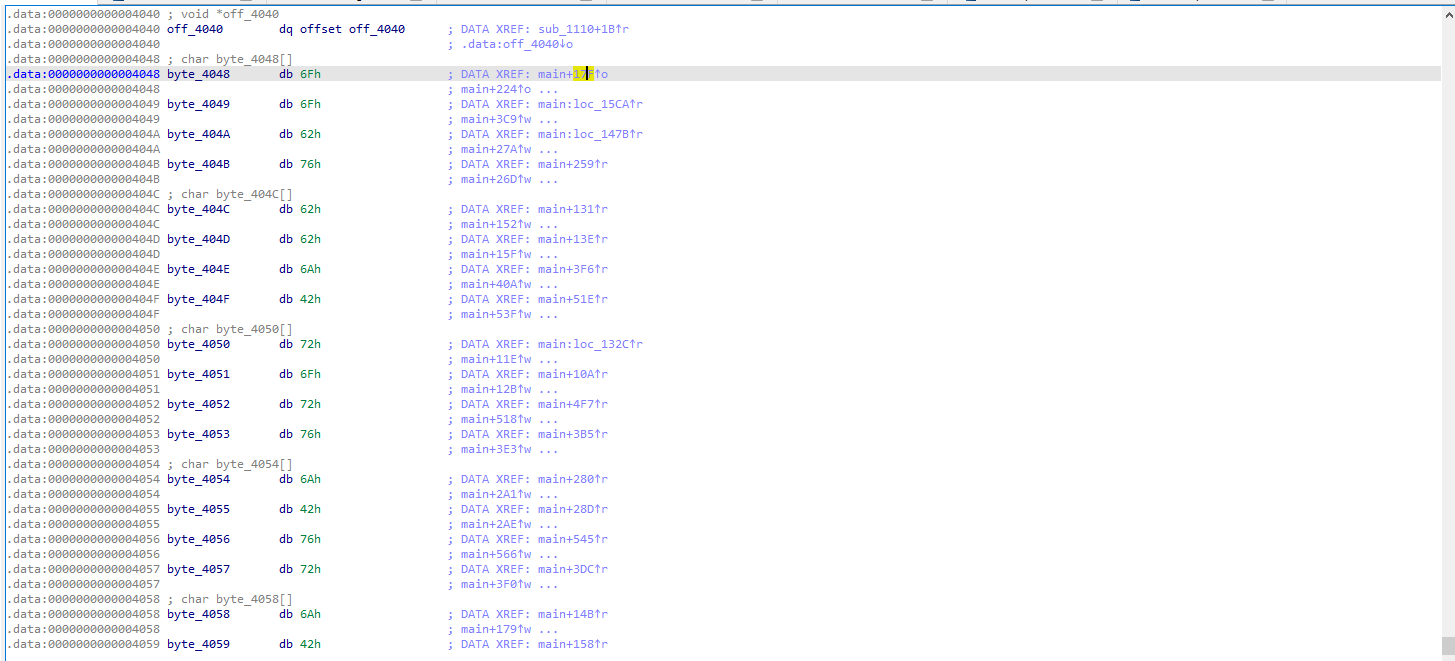 .data:0000000000004040 ; void *off_4040
.data:0000000000004040 off_4040 dq offset off_4040 ; DATA XREF: sub_1110+1B↑r
.data:0000000000004040 ; .data:off_4040↓o
.data:0000000000004048 ; char byte_4048[]
.data:0000000000004048 byte_4048 db 6Fh ; DATA XREF: main+17F↑o
.data:0000000000004048 ; main+224↑o ...
.data:0000000000004049 byte_4049 db 6Fh ; DATA XREF: main:loc_15CA↑r
.data:0000000000004049 ; main+3C9↑w ...
.data:000000000000404A byte_404A db 62h ; DATA XREF: main:loc_147B↑r
.data:000000000000404A ; main+27A↑w ...
.data:000000000000404B byte_404B db 76h ; DATA XREF: main+259↑r
.data:000000000000404B ; main+26D↑w ...
.data:000000000000404C ; char byte_404C[]
.data:000000000000404C byte_404C db 62h ; DATA XREF: main+131↑r
.data:000000000000404C ; main+152↑w ...
.data:000000000000404D byte_404D db 62h ; DATA XREF: main+13E↑r
.data:000000000000404D ; main+15F↑w ...
.data:000000000000404E byte_404E db 6Ah ; DATA XREF: main+3F6↑r
.data:000000000000404E ; main+40A↑w ...
.data:000000000000404F byte_404F db 42h ; DATA XREF: main+51E↑r
.data:000000000000404F ; main+53F↑w ...
.data:0000000000004050 ; char byte_4050[]
.data:0000000000004050 byte_4050 db 72h ; DATA XREF: main:loc_132C↑r
.data:0000000000004050 ; main+11E↑w ...
.data:0000000000004051 byte_4051 db 6Fh ; DATA XREF: main+10A↑r
.data:0000000000004051 ; main+12B↑w ...
.data:0000000000004052 byte_4052 db 72h ; DATA XREF: main+4F7↑r
.data:0000000000004052 ; main+518↑w ...
.data:0000000000004053 byte_4053 db 76h ; DATA XREF: main+3B5↑r
.data:0000000000004053 ; main+3E3↑w ...
.data:0000000000004054 ; char byte_4054[]
.data:0000000000004054 byte_4054 db 6Ah ; DATA XREF: main+280↑r
.data:0000000000004054 ; main+2A1↑w ...
.data:0000000000004055 byte_4055 db 42h ; DATA XREF: main+28D↑r
.data:0000000000004055 ; main+2AE↑w ...
.data:0000000000004056 byte_4056 db 76h ; DATA XREF: main+545↑r
.data:0000000000004056 ; main+566↑w ...
.data:0000000000004057 byte_4057 db 72h ; DATA XREF: main+3DC↑r
.data:0000000000004057 ; main+3F0↑w ...
.data:0000000000004058 ; char byte_4058[]
.data:0000000000004058 byte_4058 db 6Ah ; DATA XREF: main+14B↑r
.data:0000000000004058 ; main+179↑w ...
.data:0000000000004059 byte_4059 db 42h ; DATA XREF: main+158↑r